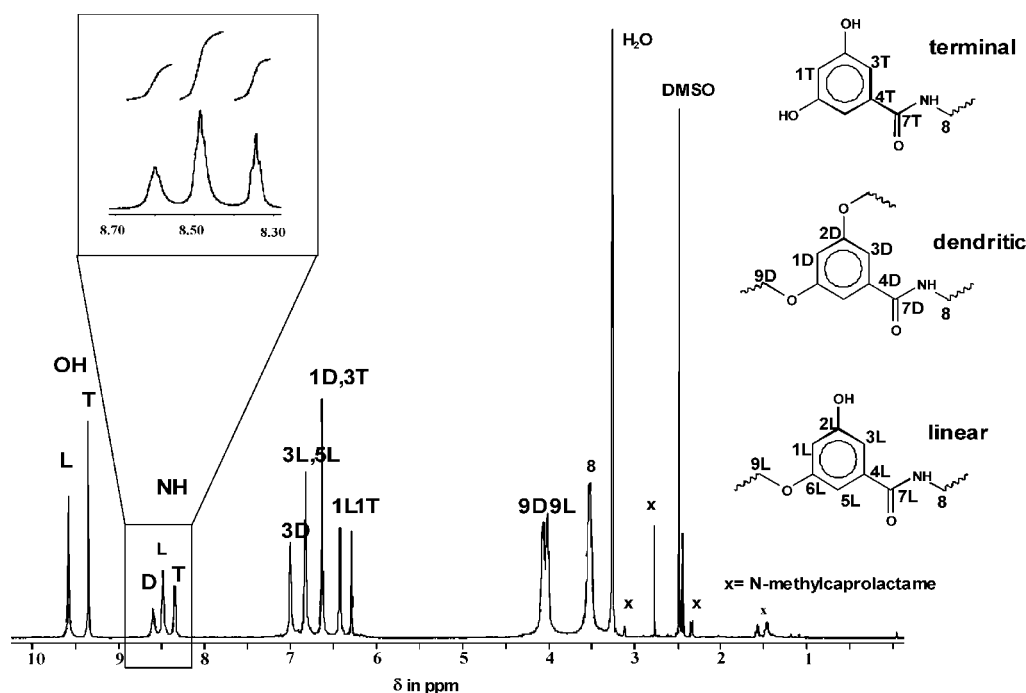 8.70 8.50 8.30
H₂O
DMSO
OH
T
L
NH
D
L
T
3D
3L,5L
1D,3T
1L1T
9D9L
8
x
x
x
x
x= N-methylcaprolactame
10 9 8 7 6 5 4 3 2 1
δ in ppm
terminal
OH
1T
3T
4T
HO
NH
7T
8
O
dendritic
O
2D
1D
3D
9D
4D
O
NH
7D
8
O
linear
OH
2L
1L
3L
9L
4L
O
6L
5L
NH
7L
8
O